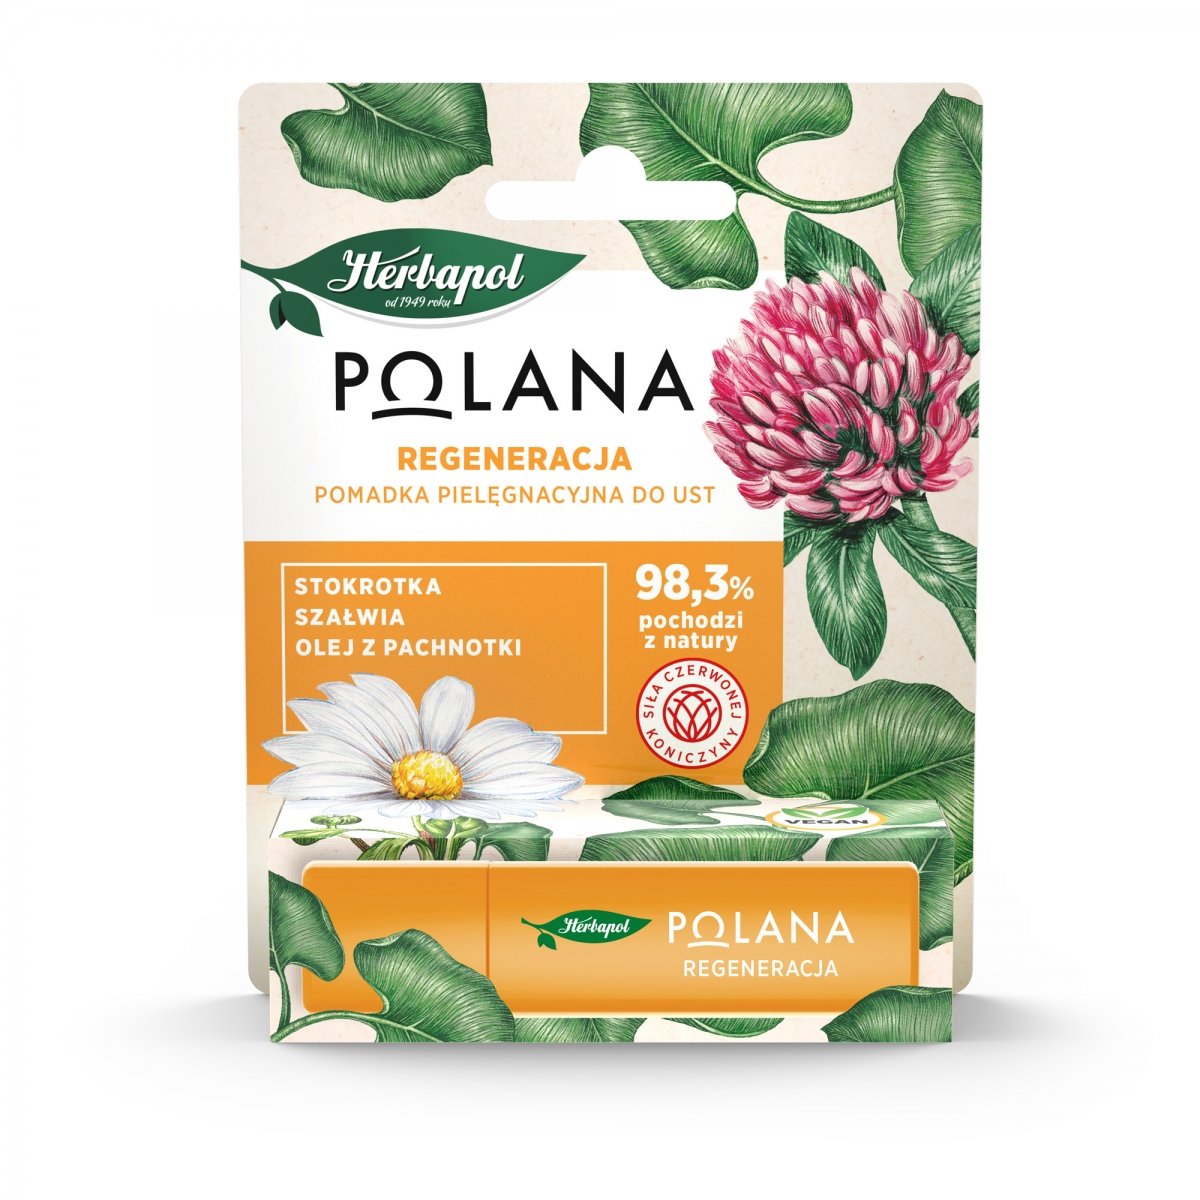 Herbapol
od 1949 roku
POLANA
REGENERACJA
POMADKA PIELĘGNACYJNA DO UST
STOKROTKA
SZAŁWIA
OLEJ Z PACHNOTKI
98,3%
pochodzi
z natury
SIŁA CZERWONEJ
KONICZYNY
VEGAN
Herbapol
POLANA
REGENERACJA